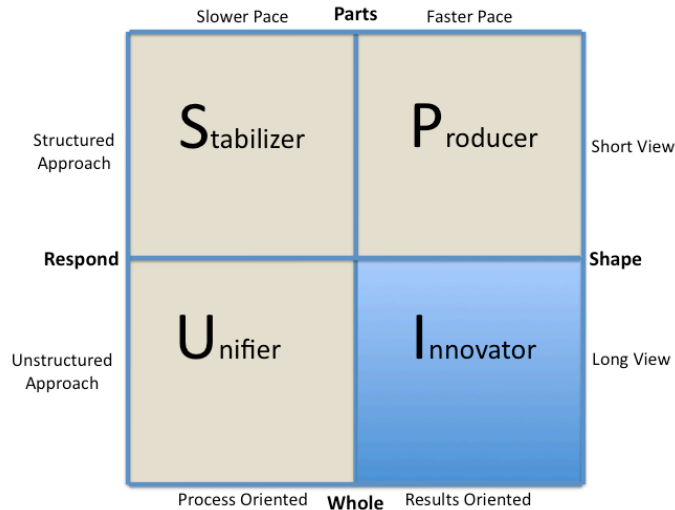 Slower Pace Parts Faster Pace
Stabilizer
Producer
Structured
Approach
Short View
Respond
Shape
Unifier
Innovator
Unstructured
Approach
Long View
Process Oriented Whole Results Oriented